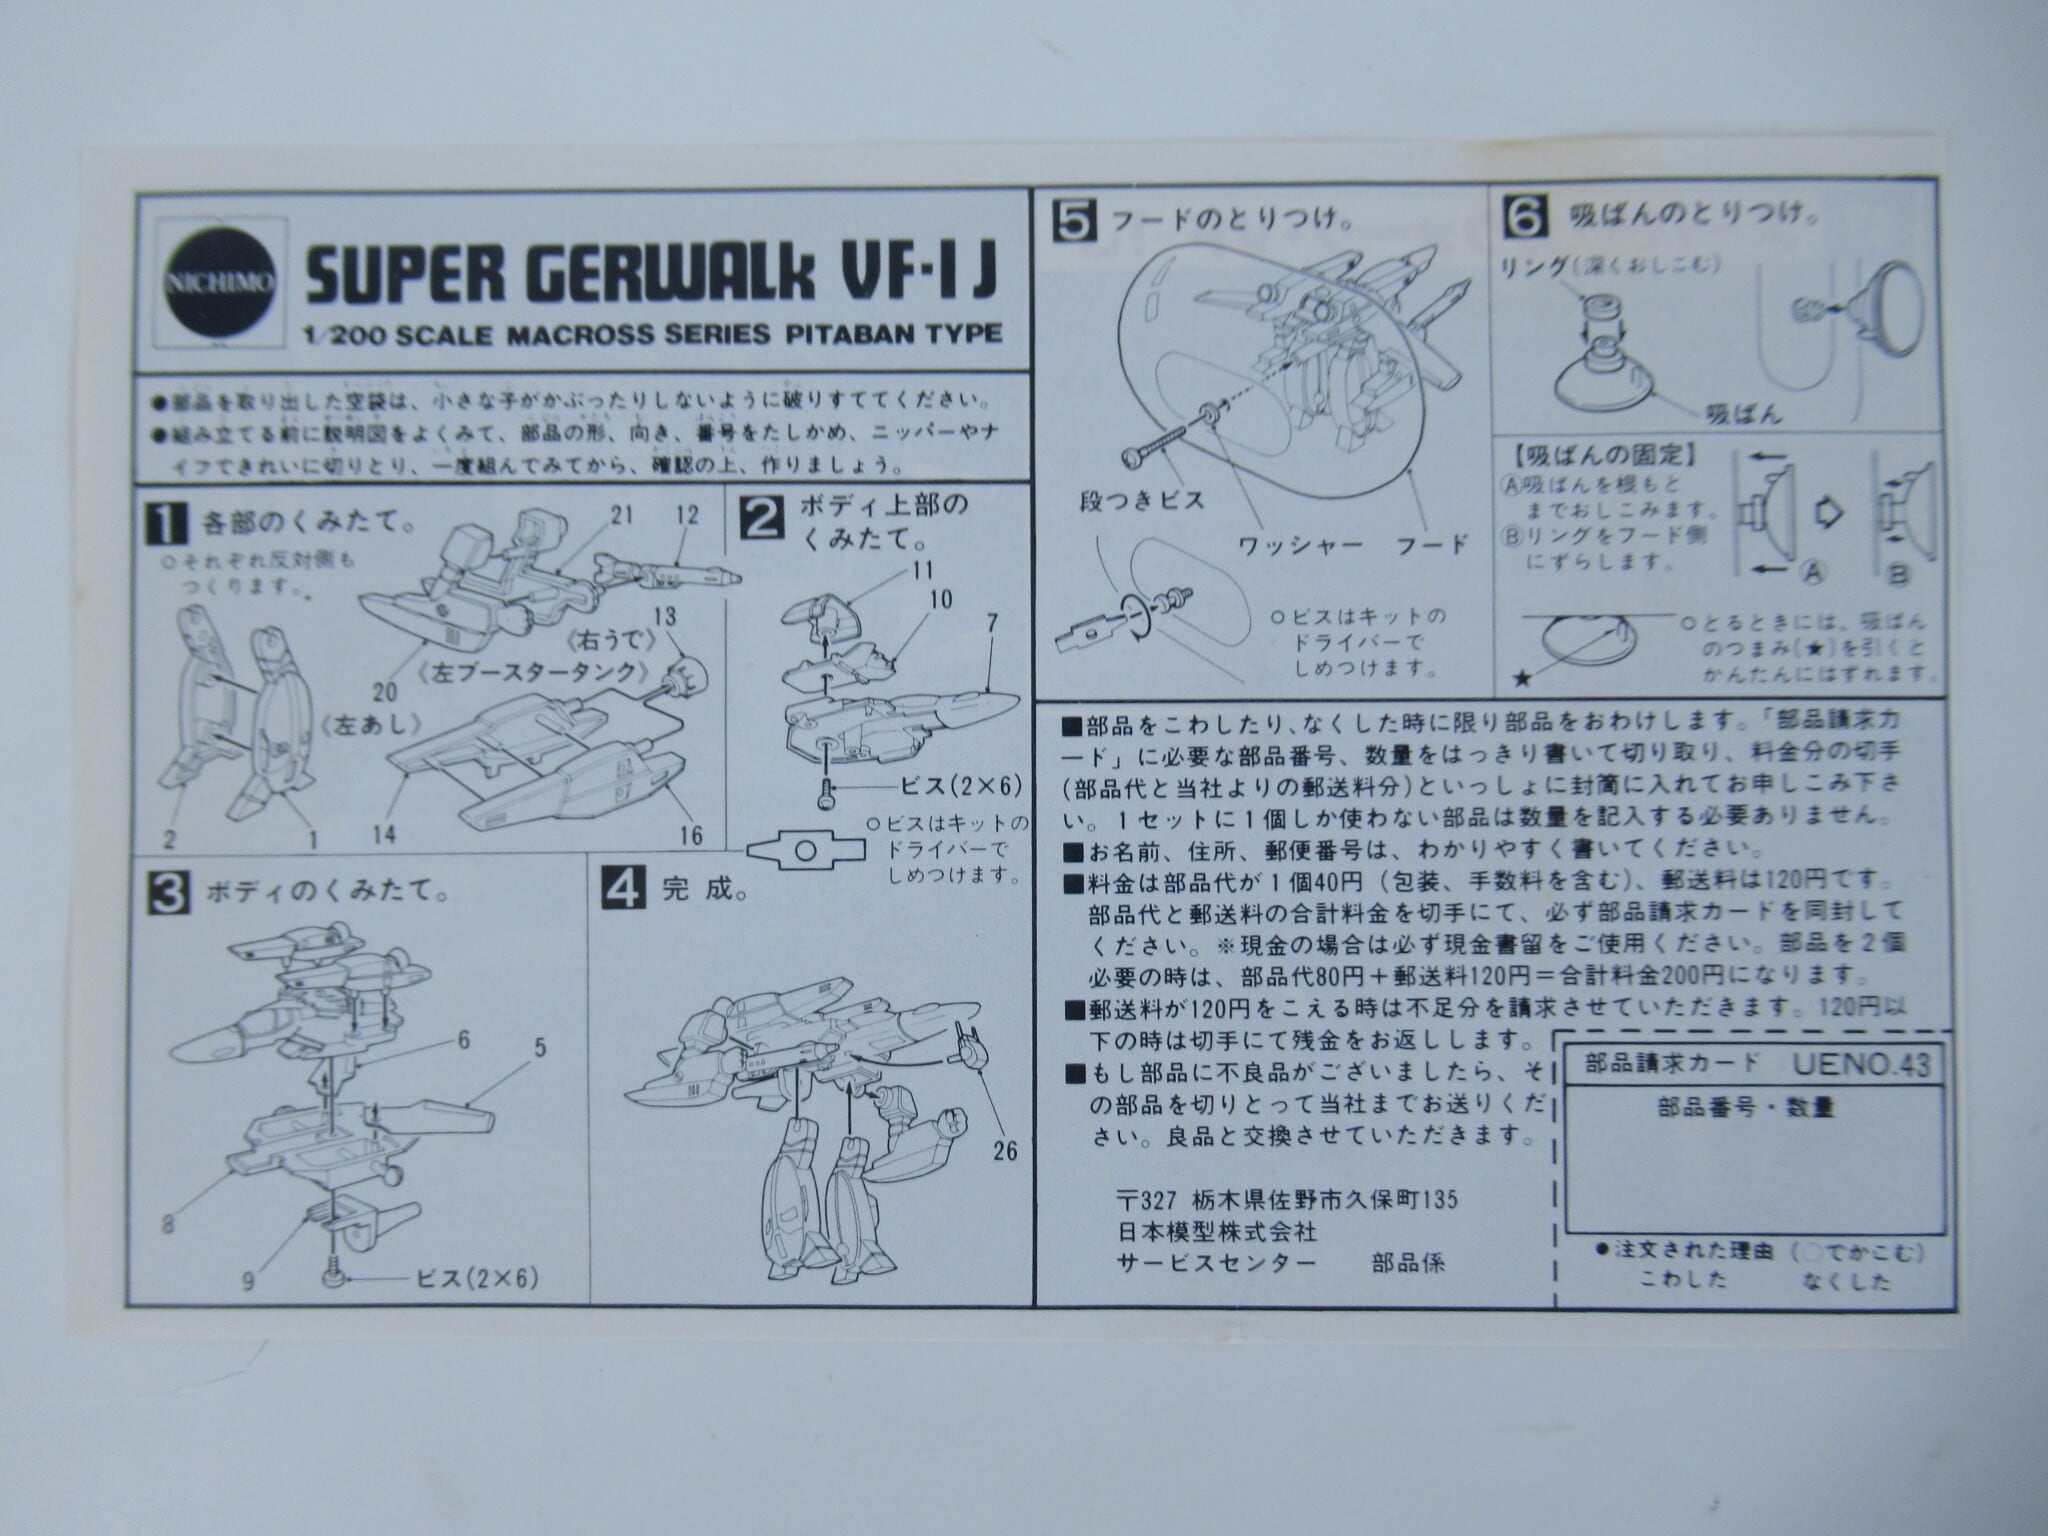 NICHIMO
SUPER GERWALK VF-1J
1/200 SCALE MACROSS SERIES PITABAN TYPE
●部品を取り出した空袋は、小さな子がかぶったりしないように破りすててください。
●組み立てる前に説明図をよくみて、部品の形、向き、番号をたしかめ、ニッパーやナ
イフできれいに切りとり、一度組んでみてから、確認の上、作りましょう。
1 各部のくみたて。
○それぞれ反対側も
つくります。
21
12
13
《右うで》
20
《左ブースタータンク》
《左あし》
2
1
14
16
2 ボディ上部の
くみたて。
11
10
7
ビス(2×6)
○ビスはキットの
ドライバーで
しめつけます。
3 ボディのくみたて。
6
5
8
9
ビス(2×6)
4 完成。
26
5 フードのとりつけ。
段つきビス
ワッシャー フード
○ビスはキットの
ドライバーで
しめつけます。
6 吸ばんのとりつけ。
リング(深くおしこむ)
吸ばん
【吸ばんの固定】
Ⓐ吸ばんを根もと
までおしこみます。
Ⓑリングをフード側
にずらします。
Ⓐ Ⓑ
○とるときには、吸ばん
のつまみ(★)を引くと
かんたんにはずれます。
★
■部品をこわしたり、なくした時に限り部品をおわけします。「部品請求カ
ード」に必要な部品番号、数量をはっきり書いて切り取り、料金分の切手
(部品代と当社よりの郵送料分)といっしょに封筒に入れてお申しこみ下さ
い。1セットに1個しか使わない部品は数量を記入する必要ありません。
■お名前、住所、郵便番号は、わかりやすく書いてください。
■料金は部品代が1個40円(包装、手数料を含む)、郵送料は120円です。
部品代と郵送料の合計料金を切手にて、必ず部品請求カードを同封して
ください。※現金の場合は必ず現金書留をご使用ください。部品を2個
必要の時は、部品代80円+郵送料120円=合計料金200円になります。
■郵送料が120円をこえる時は不足分を請求させていただきます。120円以
下の時は切手にて残金をお返しします。
■もし部品に不良品がございましたら、そ
の部品を切りとって当社までお送りくだ
さい。良品と交換させていただきます。
〒327 栃木県佐野市久保町135
日本模型株式会社
サービスセンター 部品係
部品請求カード UENO.43
部品番号・数量
●注文された理由 (○でかこむ)
こわした なくした